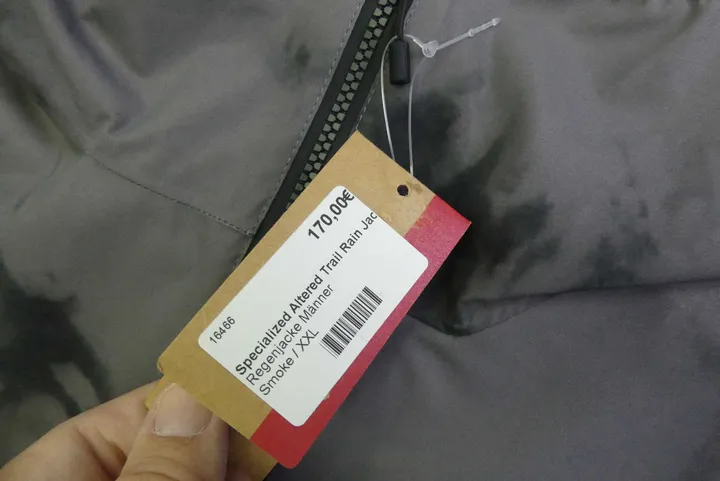 170,00€
16466
Specialized Altered Trail Rain Jac
Regenjacke Männer
Smoke / XXL